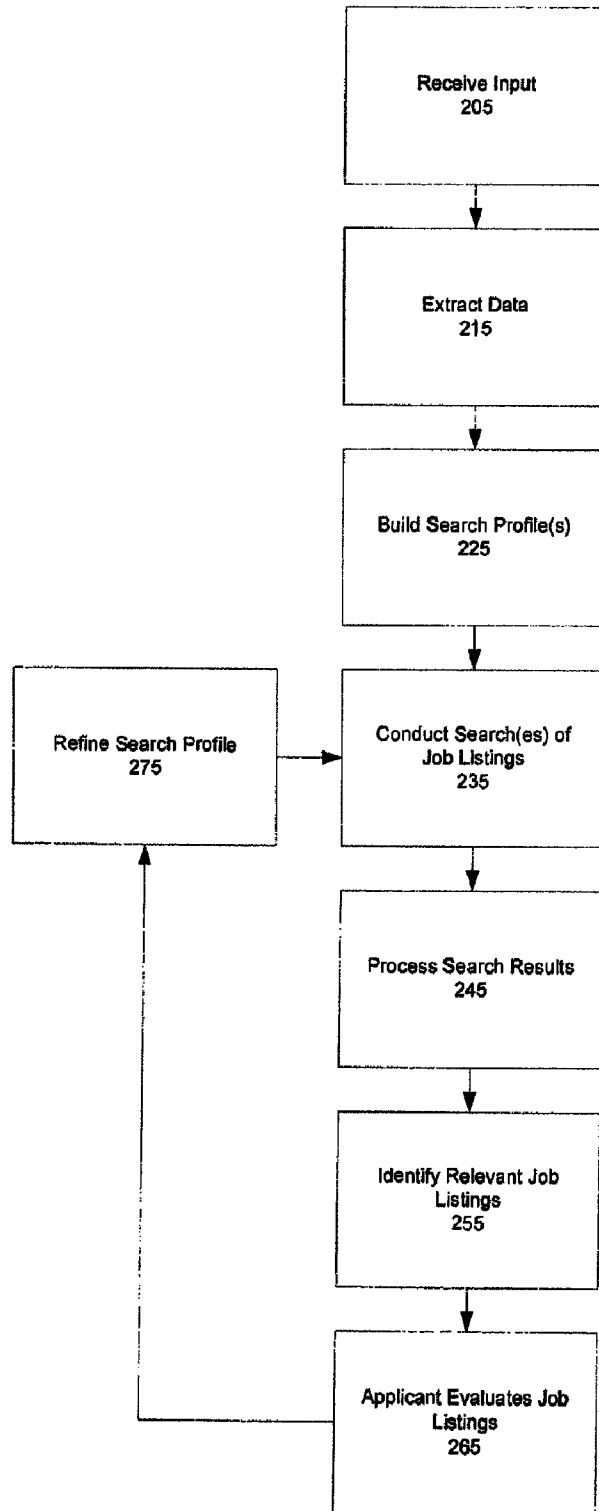 Receive Input
205
Extract Data
215
Build Search Profile(s)
225
Refine Search Profile
275
Conduct Search(es) of
Job Listings
235
Process Search Results
245
Identify Relevant Job
Listings
255
Applicant Evaluates Job
Listings
265